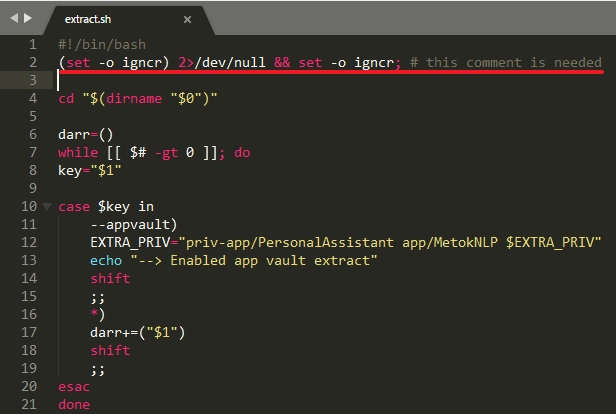 extract.sh ×
1 #!/bin/bash
2 (set -o igncr) 2>/dev/null && set -o igncr; # this comment is needed
3
4 cd "$(dirname "$0")"
5
6 darr=()
7 while [[ $# -gt 0 ]]; do
8 key="$1"
9
10 case $key in
11     --appvault)
12     EXTRA_PRIV="priv-app/PersonalAssistant app/MetokNLP $EXTRA_PRIV"
13     echo "--> Enabled app vault extract"
14     shift
15     ;;
16     *)
17     darr+=("$1")
18     shift
19     ;;
20 esac
21 done